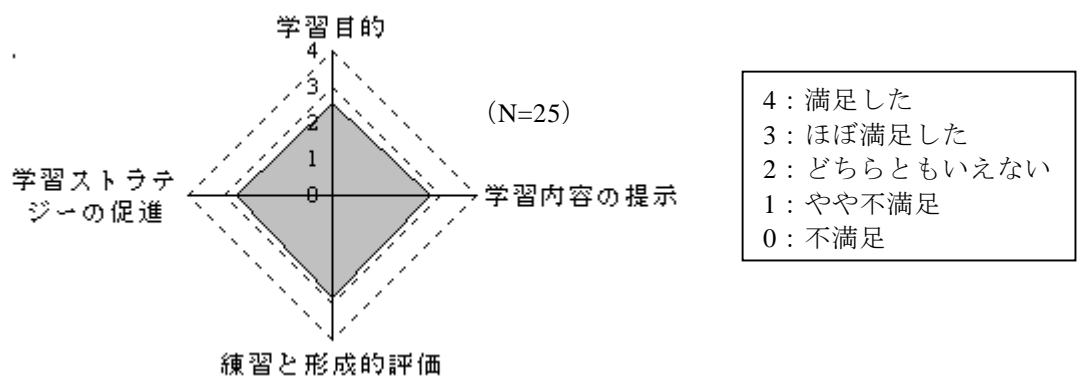 学習目的
4
3
2
1
0
(N=25)
学習ストラテ
ジーの促進
学習内容の提示
練習と形成的評価
4：満足した
3：ほぼ満足した
2：どちらともいえない
1：やや不満足
0：不満足